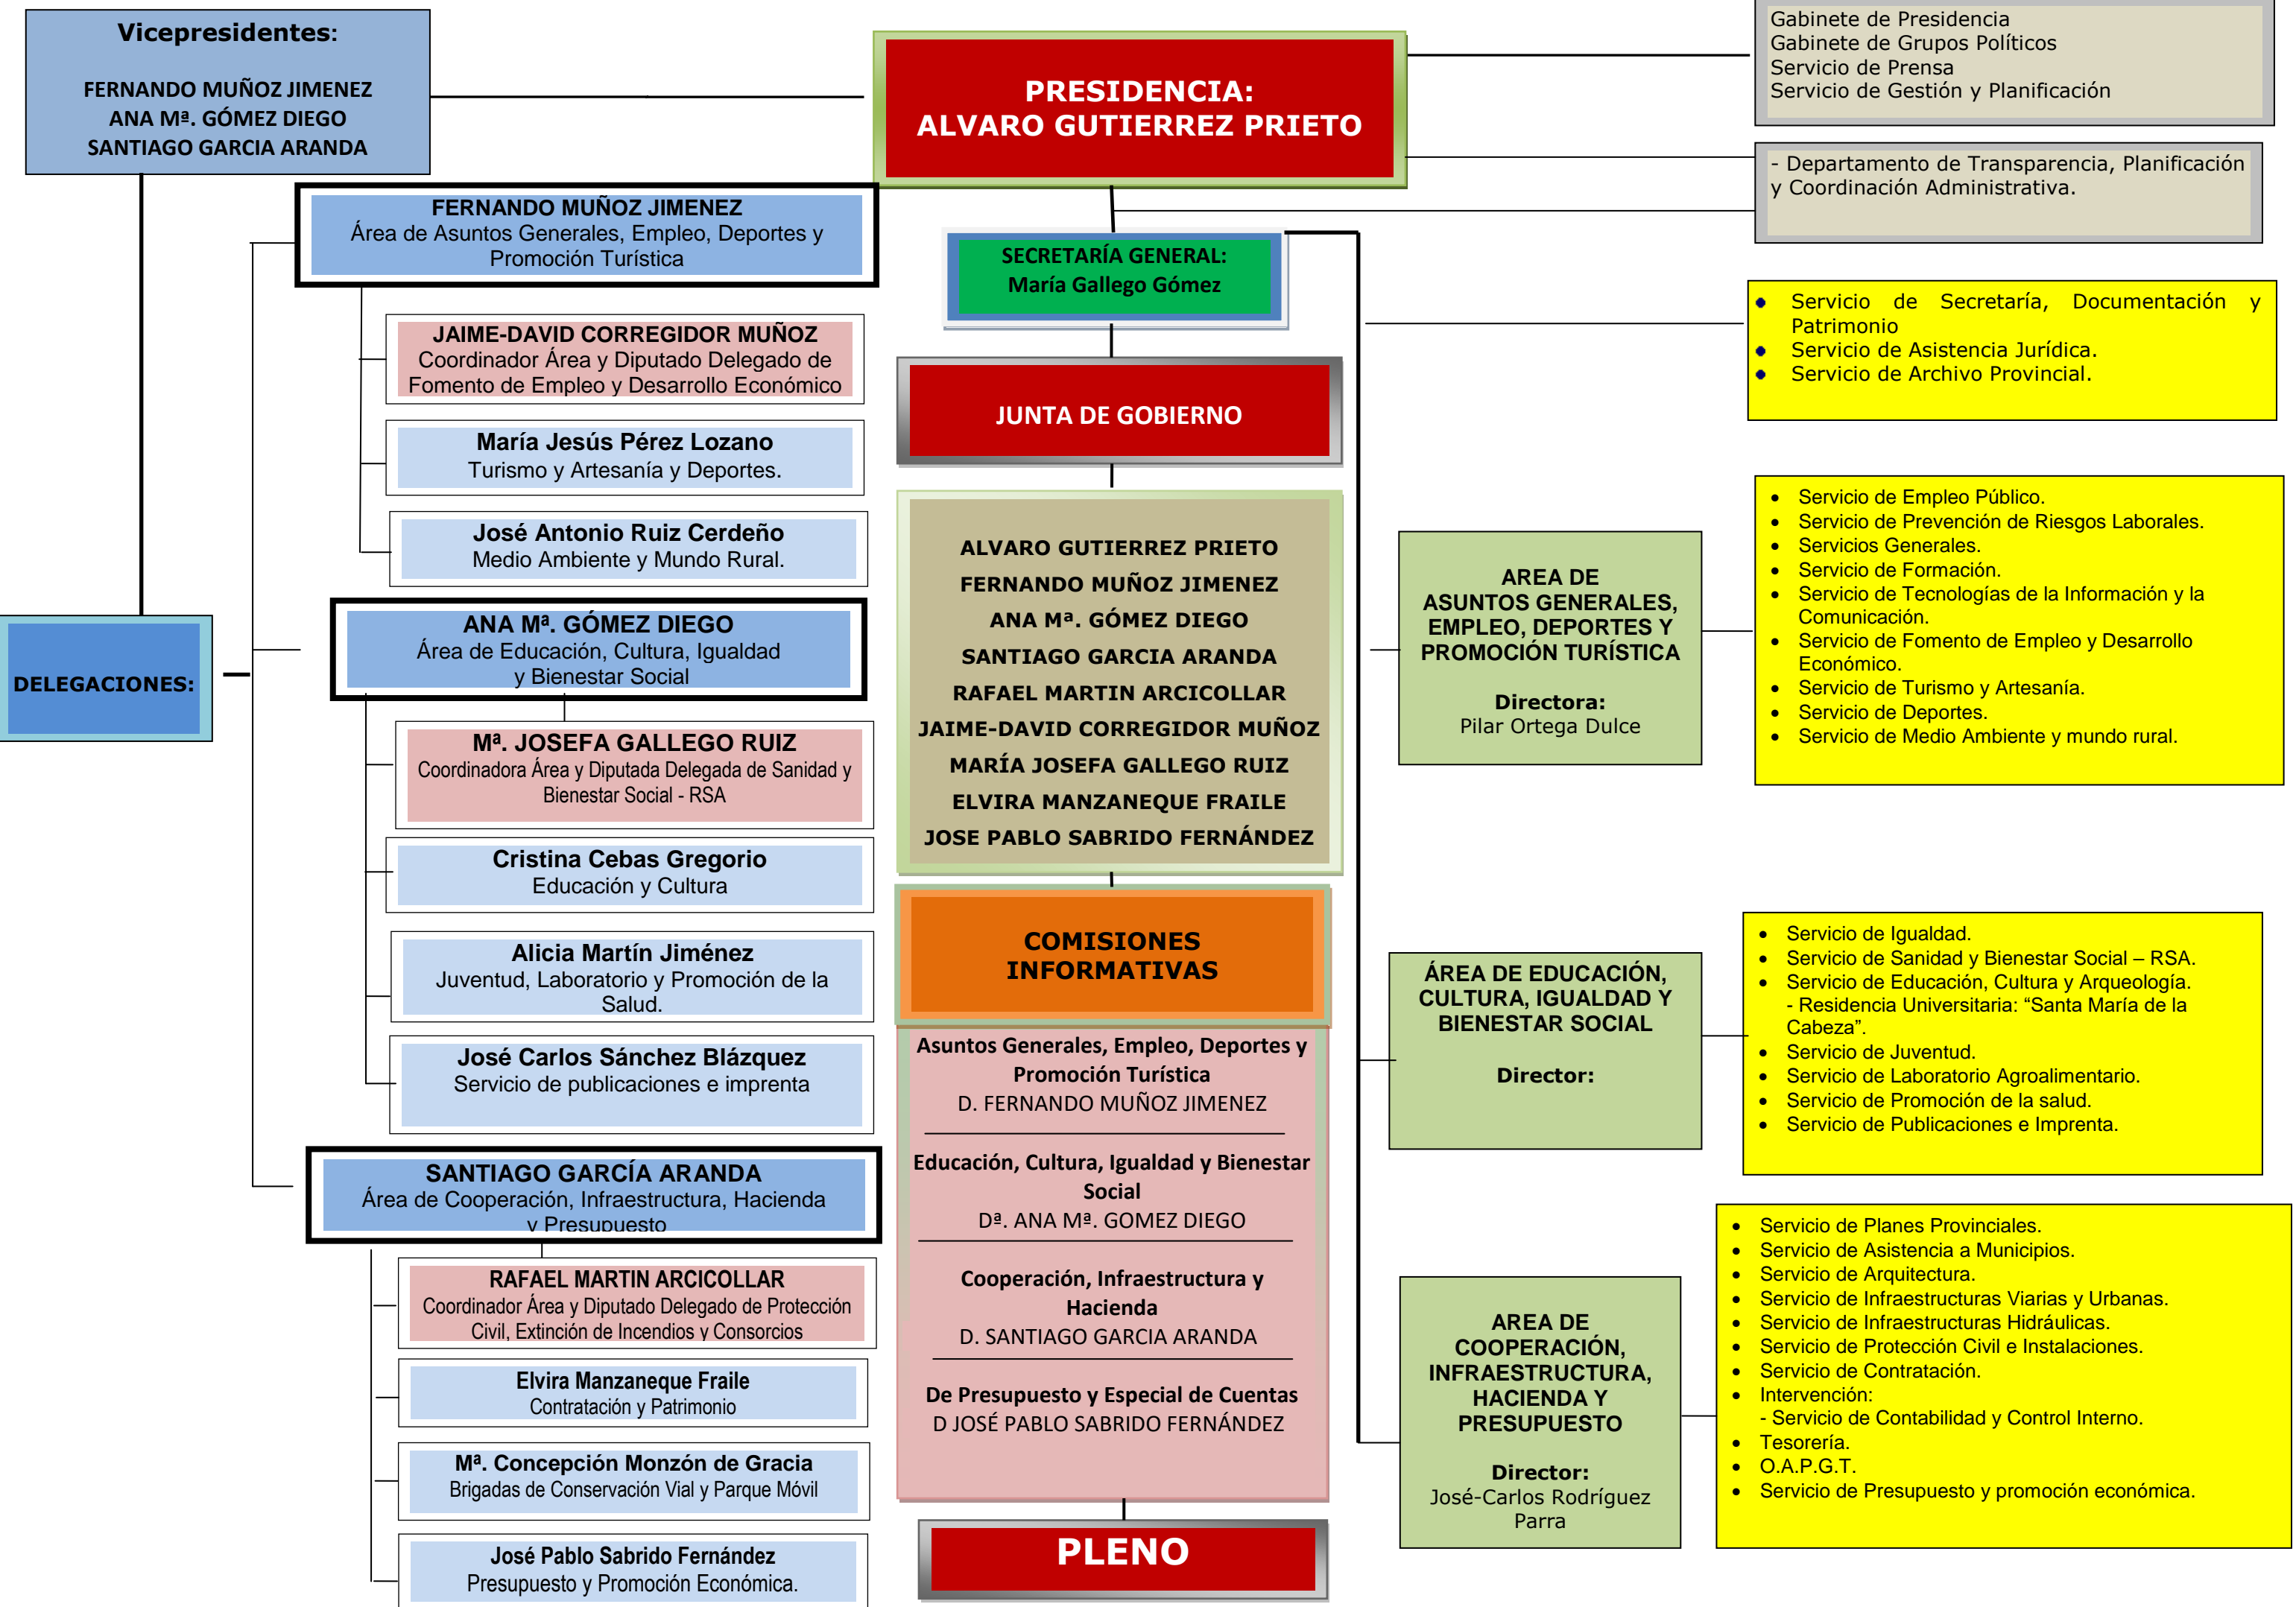 Vicepresidentes:
FERNANDO MUÑOZ JIMENEZ
ANA Mª. GÓMEZ DIEGO
SANTIAGO GARCIA ARANDA
PRESIDENCIA:
ALVARO GUTIERREZ PRIETO
Gabinete de Presidencia
Gabinete de Grupos Políticos
Servicio de Prensa
Servicio de Gestión y Planificación
- Departamento de Transparencia, Planificación
y Coordinación Administrativa.
DELEGACIONES:
FERNANDO MUÑOZ JIMENEZ
Área de Asuntos Generales, Empleo, Deportes y
Promoción Turística
JAIME-DAVID CORREGIDOR MUÑOZ
Coordinador Área y Diputado Delegado de
Fomento de Empleo y Desarrollo Económico
María Jesús Pérez Lozano
Turismo y Artesanía y Deportes.
José Antonio Ruiz Cerdeño
Medio Ambiente y Mundo Rural.
ANA Mª. GÓMEZ DIEGO
Área de Educación, Cultura, Igualdad
y Bienestar Social
Mª. JOSEFA GALLEGO RUIZ
Coordinadora Área y Diputada Delegada de Sanidad y
Bienestar Social - RSA
Cristina Cebas Gregorio
Educación y Cultura
Alicia Martín Jiménez
Juventud, Laboratorio y Promoción de la
Salud.
José Carlos Sánchez Blázquez
Servicio de publicaciones e imprenta
SANTIAGO GARCÍA ARANDA
Área de Cooperación, Infraestructura, Hacienda
y Presupuesto
RAFAEL MARTIN ARCICOLLAR
Coordinador Área y Diputado Delegado de Protección
Civil, Extinción de Incendios y Consorcios
Elvira Manzaneque Fraile
Contratación y Patrimonio
Mª. Concepción Monzón de Gracia
Brigadas de Conservación Vial y Parque Móvil
José Pablo Sabrido Fernández
Presupuesto y Promoción Económica.
SECRETARÍA GENERAL:
María Gallego Gómez
JUNTA DE GOBIERNO
ALVARO GUTIERREZ PRIETO
FERNANDO MUÑOZ JIMENEZ
ANA Mª. GÓMEZ DIEGO
SANTIAGO GARCIA ARANDA
RAFAEL MARTIN ARCICOLLAR
JAIME-DAVID CORREGIDOR MUÑOZ
MARÍA JOSEFA GALLEGO RUIZ
ELVIRA MANZANEQUE FRAILE
JOSE PABLO SABRIDO FERNÁNDEZ
COMISIONES
INFORMATIVAS
Asuntos Generales, Empleo, Deportes y
Promoción Turística
D. FERNANDO MUÑOZ JIMENEZ
Educación, Cultura, Igualdad y Bienestar
Social
Dª. ANA Mª. GOMEZ DIEGO
Cooperación, Infraestructura y
Hacienda
D. SANTIAGO GARCIA ARANDA
De Presupuesto y Especial de Cuentas
D JOSÉ PABLO SABRIDO FERNÁNDEZ
PLENO
• Servicio de Secretaría, Documentación y
Patrimonio
• Servicio de Asistencia Jurídica.
• Servicio de Archivo Provincial.
AREA DE
ASUNTOS GENERALES,
EMPLEO, DEPORTES Y
PROMOCIÓN TURÍSTICA
Directora:
Pilar Ortega Dulce
• Servicio de Empleo Público.
• Servicio de Prevención de Riesgos Laborales.
• Servicios Generales.
• Servicio de Formación.
• Servicio de Tecnologías de la Información y la
Comunicación.
• Servicio de Fomento de Empleo y Desarrollo
Económico.
• Servicio de Turismo y Artesanía.
• Servicio de Deportes.
• Servicio de Medio Ambiente y mundo rural.
ÁREA DE EDUCACIÓN,
CULTURA, IGUALDAD Y
BIENESTAR SOCIAL
Director:
• Servicio de Igualdad.
• Servicio de Sanidad y Bienestar Social – RSA.
• Servicio de Educación, Cultura y Arqueología.
- Residencia Universitaria: “Santa María de la
Cabeza”.
• Servicio de Juventud.
• Servicio de Laboratorio Agroalimentario.
• Servicio de Promoción de la salud.
• Servicio de Publicaciones e Imprenta.
AREA DE
COOPERACIÓN,
INFRAESTRUCTURA,
HACIENDA Y
PRESUPUESTO
Director:
José-Carlos Rodríguez
Parra
• Servicio de Planes Provinciales.
• Servicio de Asistencia a Municipios.
• Servicio de Arquitectura.
• Servicio de Infraestructuras Viarias y Urbanas.
• Servicio de Infraestructuras Hidráulicas.
• Servicio de Protección Civil e Instalaciones.
• Servicio de Contratación.
• Intervención:
- Servicio de Contabilidad y Control Interno.
• Tesorería.
• O.A.P.G.T.
• Servicio de Presupuesto y promoción económica.